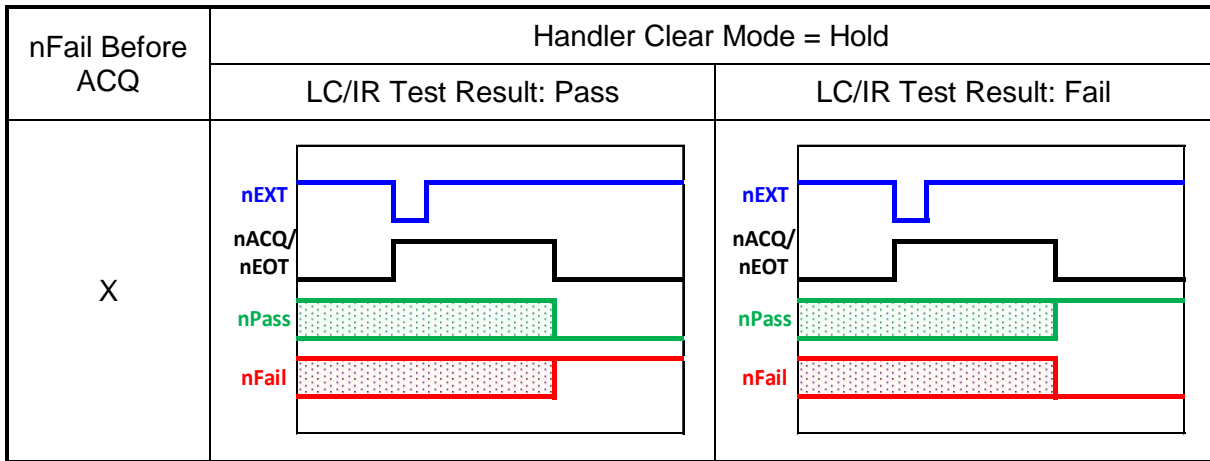 nFail Before
ACQ
Handler Clear Mode = Hold
LC/IR Test Result: Pass
LC/IR Test Result: Fail
X
nEXT
nACQ/
nEOT
nPass
nFail
nEXT
nACQ/
nEOT
nPass
nFail